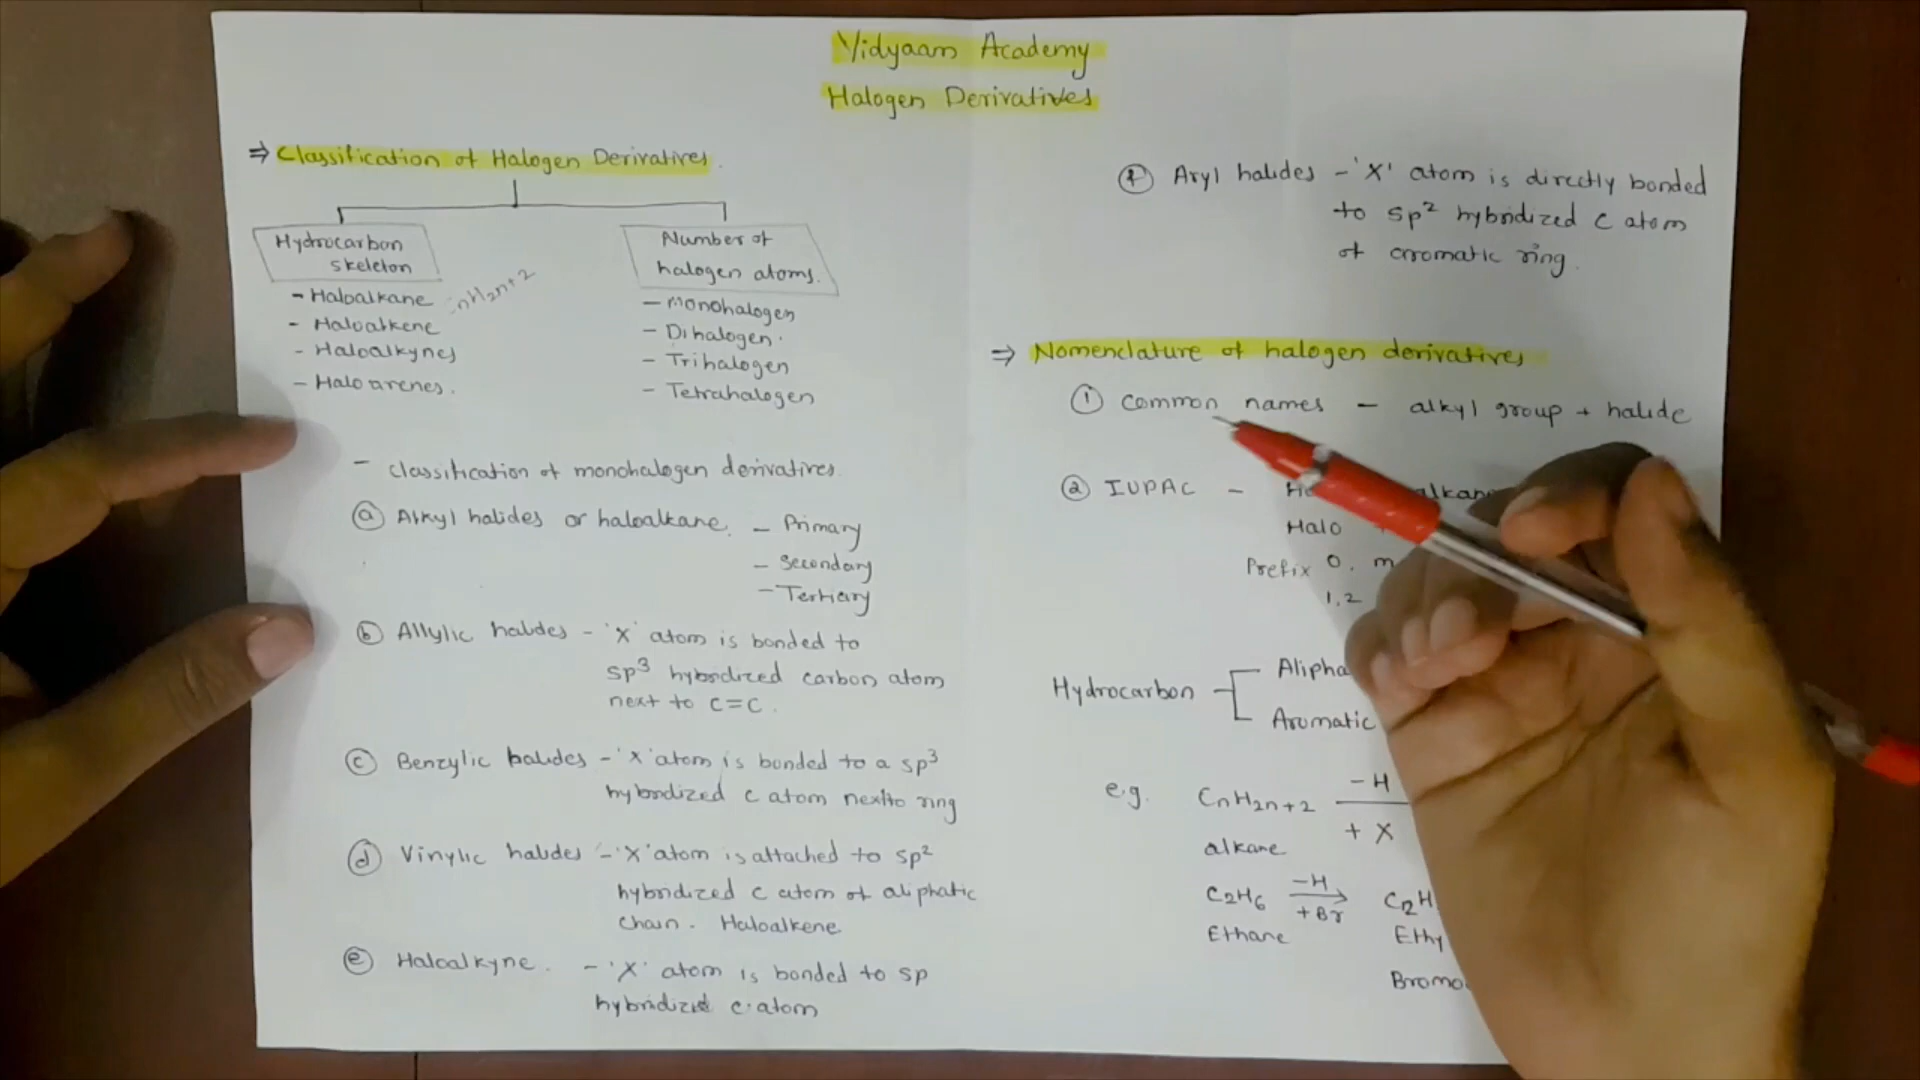 Vidyaam Academy
Halogen Derivatives
⇒ Classification of Halogen Derivatives.
Hydrocarbon
skeleton
- Haloalkane
CnH2n+2
- Haloalkene
- Haloalkynes
- Haloarenes.
Number of
halogen atoms.
- Monohalogen
- Dihalogen.
- Trihalogen
- Tetrahalogen
- classification of monohalogen derivatives.
ⓐ Alkyl halides or haloalkane. - Primary
- Secondary
- Tertiary
ⓑ Allylic halides - 'X' atom is bonded to
sp³ hybridized carbon atom
next to C=C.
ⓒ Benzylic halides - 'X' atom is bonded to a sp³
hybridized C atom next to ring
ⓓ Vinylic halides - 'X' atom is attached to sp²
hybridized C atom of aliphatic
chain. Haloalkene
ⓔ Haloalkyne. - 'X' atom is bonded to sp
hybridized c.atom
ⓕ Aryl halides - 'X' atom is directly bonded
to sp² hybridized C atom
of aromatic ring.
⇒ Nomenclature of halogen derivatives
① Common names - alkyl group + halide
② IUPAC - alkan
Halo +
Prefix O. m
1,2
Hydrocarbon
Alipha
Aromatic
e.g. CnH2n+2 -H
+ X
alkane
C2H6 -H → C2H
+Br
Ethane Ethy
Bromo